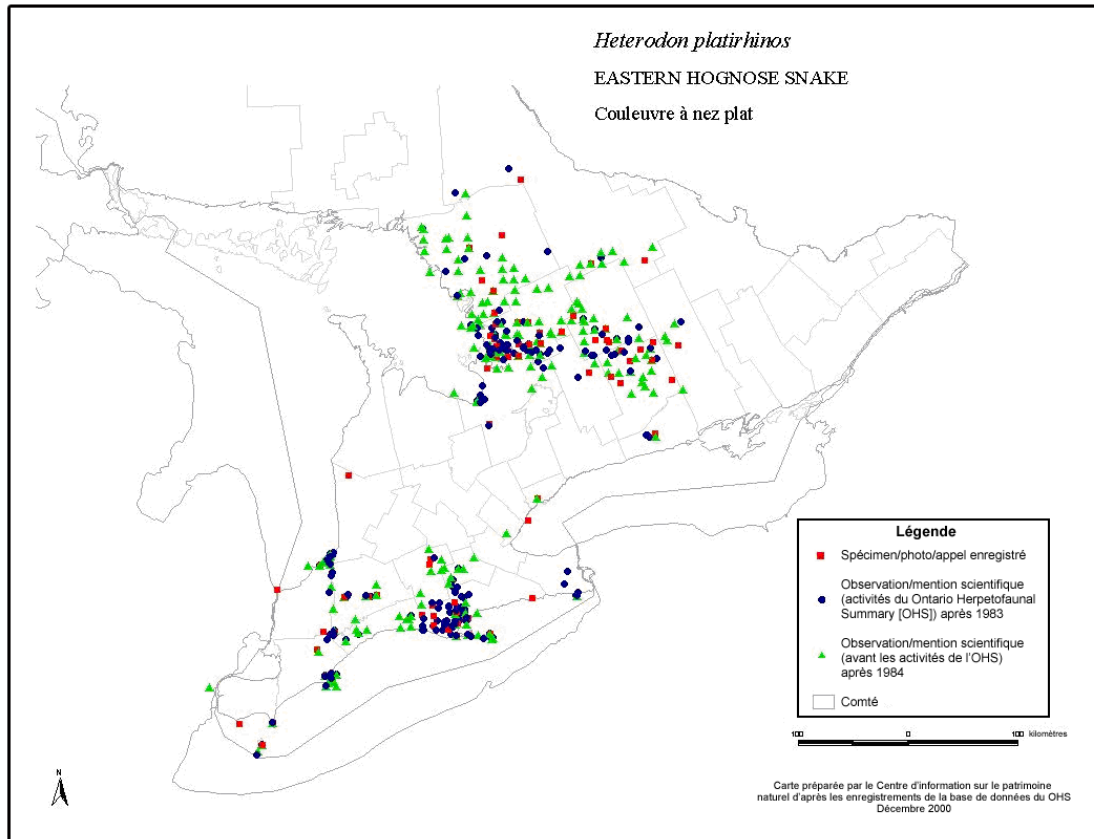 Heterodon platirhinos
EASTERN HOGNOSE SNAKE
Couleuvre à nez plat
Légende
Spécimen/photo/appel enregistré
Observation/mention scientifique
(activités du Ontario Herpetofaunal
Summary [OHS]) après 1983
Observation/mention scientifique
(avant les activités de l'OHS)
après 1984
Comté
100 0 100 kilomètres
N
Carte préparée par le Centre d'information sur le patrimoine
naturel d'après les enregistrements de la base de données du OHS
Décembre 2000